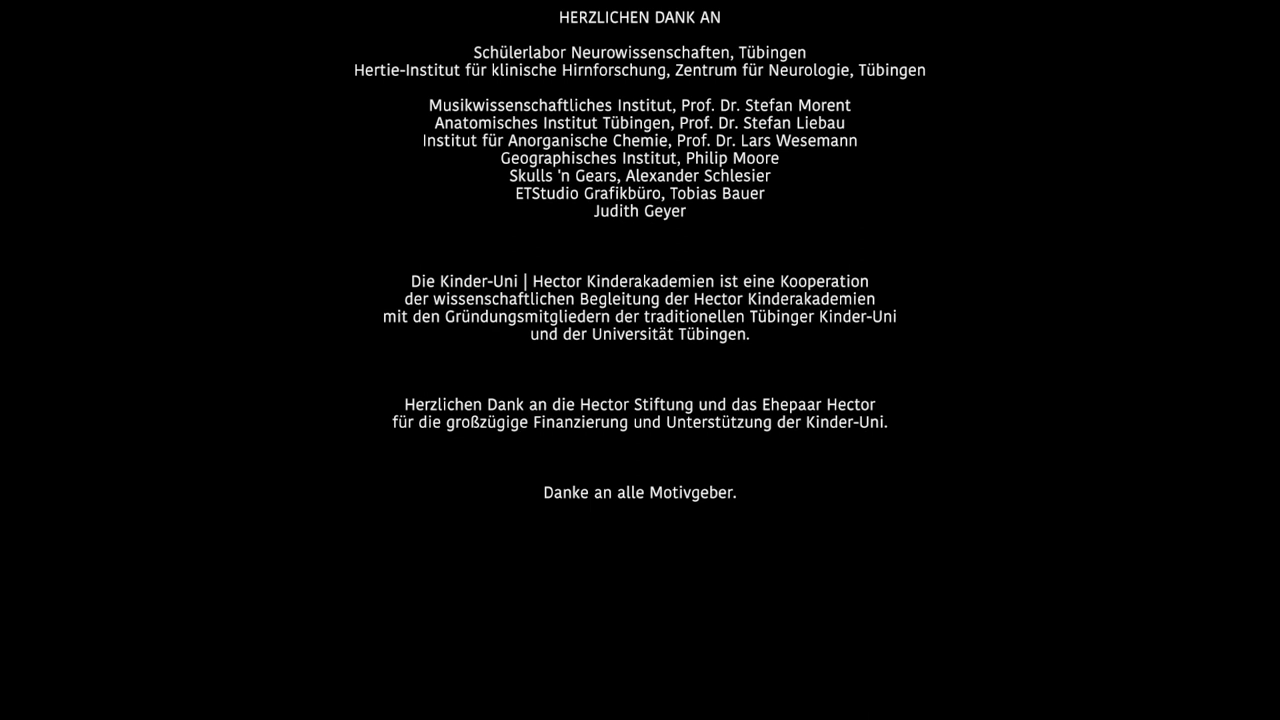 HERZLICHEN DANK AN
Schülerlabor Neurowissenschaften, Tübingen
Hertie-Institut für klinische Hirnforschung, Zentrum für Neurologie, Tübingen
Musikwissenschaftliches Institut, Prof. Dr. Stefan Morent
Anatomisches Institut Tübingen, Prof. Dr. Stefan Liebau
Institut für Anorganische Chemie, Prof. Dr. Lars Wesemann
Geographisches Institut, Philip Moore
Skulls 'n Gears, Alexander Schlesier
ETStudio Grafikbüro, Tobias Bauer
Judith Geyer
Die Kinder-Uni | Hector Kinderakademien ist eine Kooperation
der wissenschaftlichen Begleitung der Hector Kinderakademien
mit den Gründungsmitgliedern der traditionellen Tübinger Kinder-Uni
und der Universität Tübingen.
Herzlichen Dank an die Hector Stiftung und das Ehepaar Hector
für die großzügige Finanzierung und Unterstützung der Kinder-Uni.
Danke an alle Motivgeber.